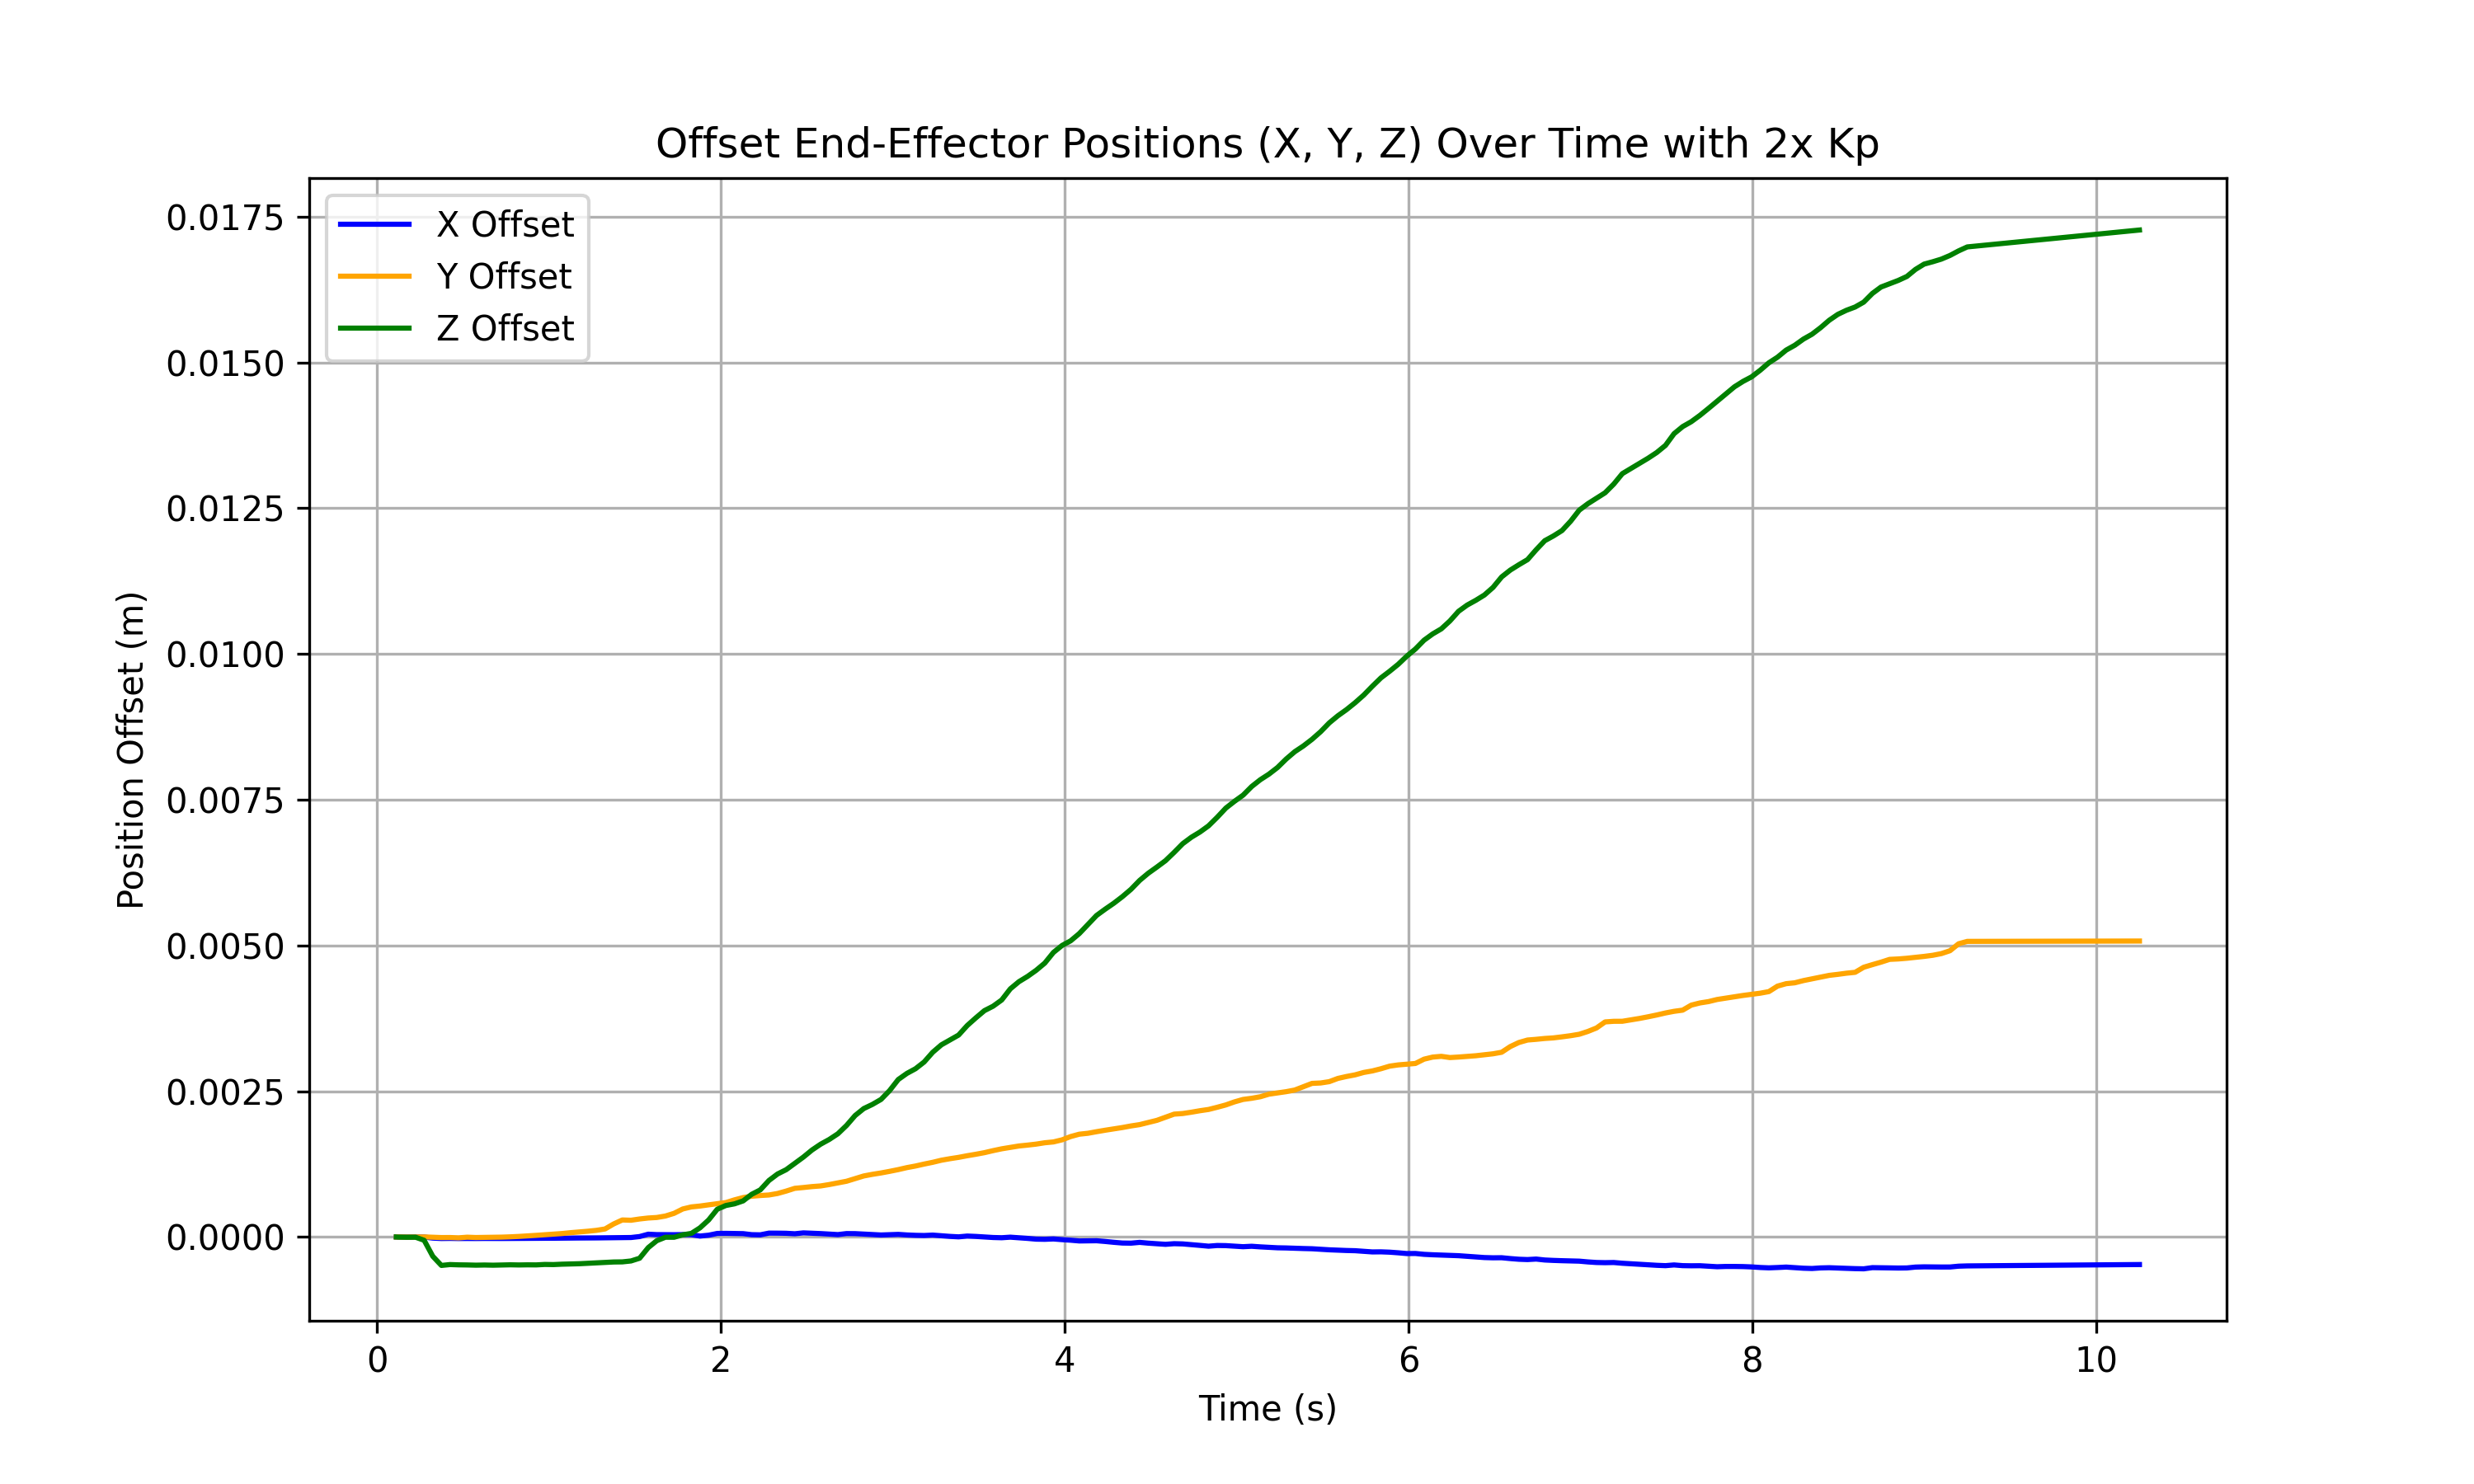 Offset End-Effector Positions (X, Y, Z) Over Time with 2x Kp
X Offset
Y Offset
Z Offset
Position Offset (m)
0.0175
0.0150
0.0125
0.0100
0.0075
0.0050
0.0025
0.0000
0 2 4 6 8 10
Time (s)